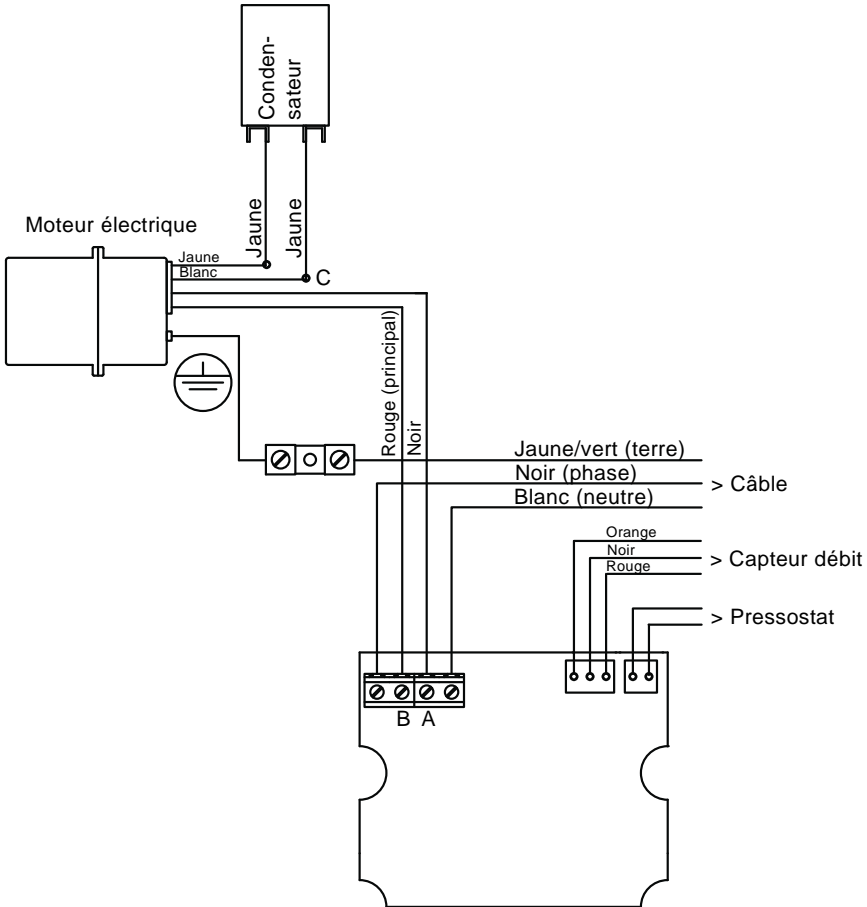 Conden-
sateur
Jaune
Jaune
Moteur électrique
Jaune
Blanc
C
Rouge (principal)
Noir
Jaune/vert (terre)
Noir (phase)
Blanc (neutre)
> Câble
Orange
Noir
Rouge
> Capteur débit
> Pressostat
B A